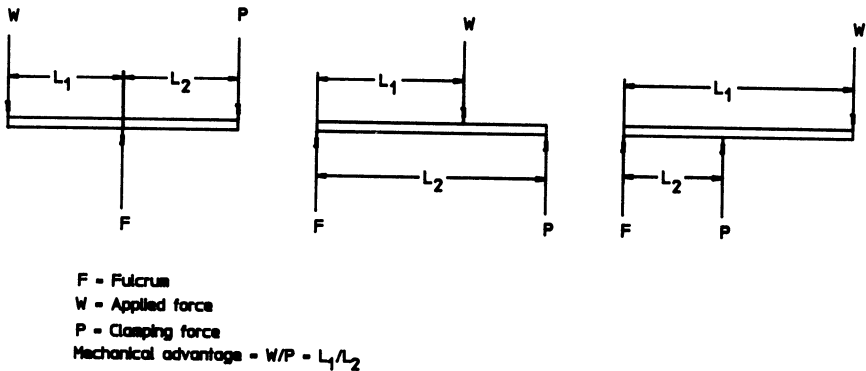 W P
L₁ L₂
F
W
L₁
L₂
F P
W
L₁
L₂
F P
F = Fulcrum
W = Applied force
P = Clamping force
Mechanical advantage = W/P = L₁/L₂